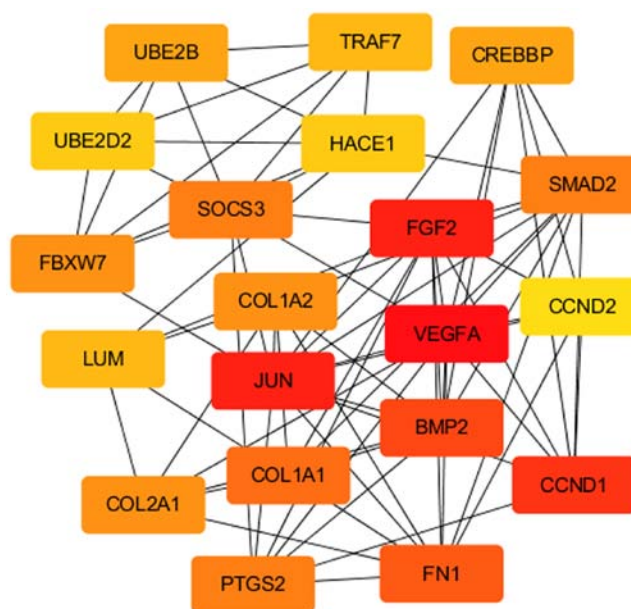 UBE2B
TRAF7
CREBBP
UBE2D2
HACE1
SMAD2
SOCS3
FGF2
FBXW7
COL1A2
CCND2
VEGFA
LUM
JUN
BMP2
COL1A1
COL2A1
CCND1
PTGS2
FN1